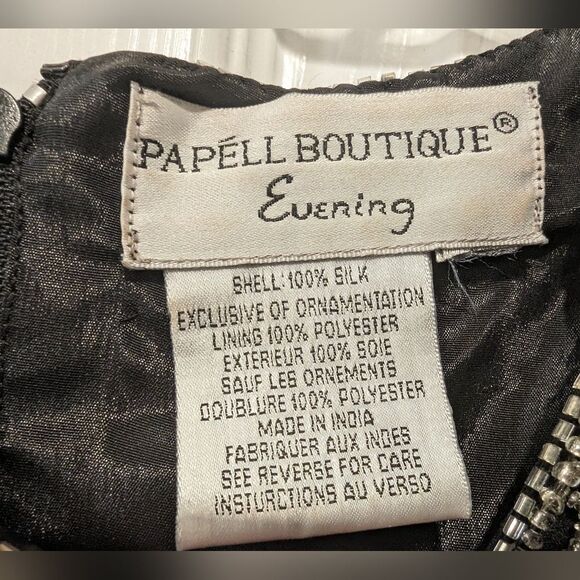 PAPÉLL BOUTIQUE®
Evening
SHELL: 100% SILK
EXCLUSIVE OF ORNAMENTATION
LINING 100% POLYESTER
EXTERIEUR 100% SOIE
SAUF LES ORNEMENTS
DOUBLURE 100% POLYESTER
MADE IN INDIA
FABRIQUER AUX INDES
SEE REVERSE FOR CARE
INSTURCTIONS AU VERSO